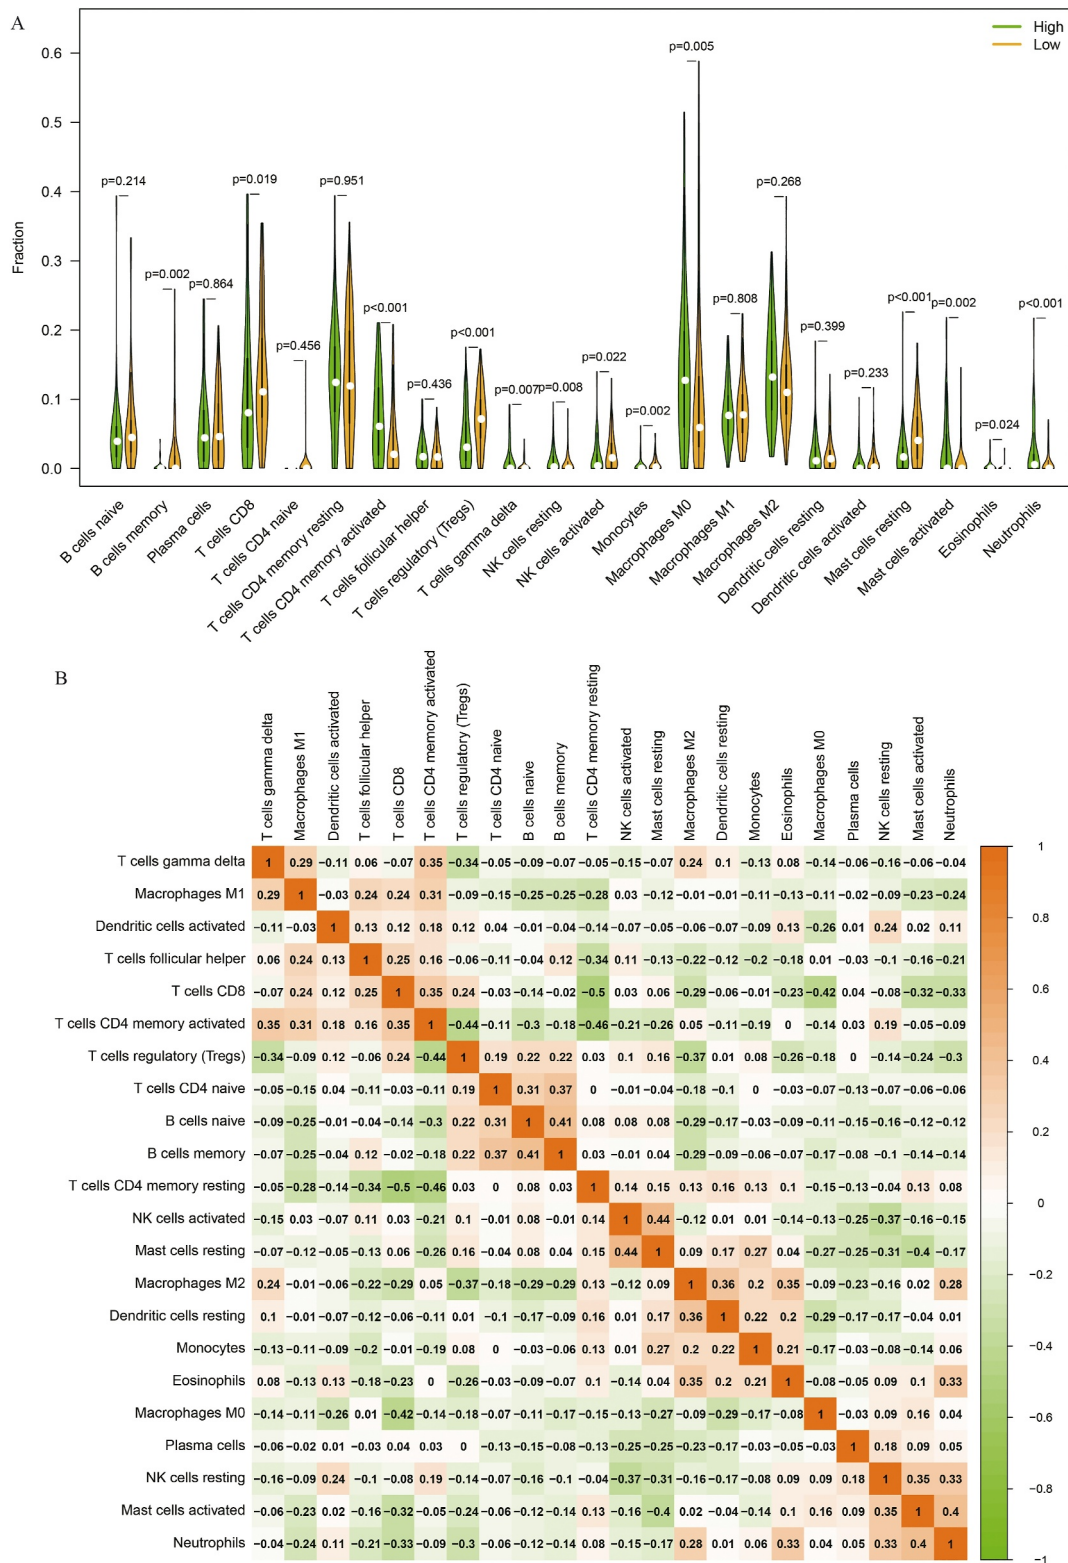 A
High
Low
Fraction
0.6
0.5
0.4
0.3
0.2
0.1
0.0
p=0.214
p=0.002
p=0.864
p=0.019
p=0.456
p=0.951
p<0.001
p=0.436
p<0.001
p=0.007
p=0.008
p=0.022
p=0.002
p=0.005
p=0.808
p=0.268
p=0.399
p=0.233
p<0.001
p=0.002
p=0.024
p<0.001
B cells naive
B cells memory
Plasma cells
T cells CD8
T cells CD4 naive
T cells CD4 memory resting
T cells CD4 memory activated
T cells follicular helper
T cells regulatory (Tregs)
T cells gamma delta
NK cells resting
NK cells activated
Monocytes
Macrophages M0
Macrophages M1
Macrophages M2
Dendritic cells resting
Dendritic cells activated
Mast cells resting
Mast cells activated
Eosinophils
Neutrophils
B
T cells gamma delta
Macrophages M1
Dendritic cells activated
T cells follicular helper
T cells CD8
T cells CD4 memory activated
T cells regulatory (Tregs)
T cells CD4 naive
B cells naive
B cells memory
T cells CD4 memory resting
NK cells activated
Mast cells resting
Macrophages M2
Dendritic cells resting
Monocytes
Eosinophils
Macrophages M0
Plasma cells
NK cells resting
Mast cells activated
Neutrophils
T cells gamma delta 1 0.29 −0.11 0.06 −0.07 0.35 −0.34 −0.05 −0.09 −0.07 −0.05 −0.15 −0.07 0.24 0.1 −0.13 0.08 −0.14 −0.06 −0.16 −0.06 −0.04
Macrophages M1 0.29 1 −0.03 0.24 0.24 0.31 −0.09 −0.15 −0.25 −0.25 −0.28 0.03 −0.12 −0.01 −0.01 −0.11 −0.13 −0.11 −0.02 −0.09 −0.23 −0.24
Dendritic cells activated −0.11 −0.03 1 0.13 0.12 0.18 0.12 0.04 −0.01 −0.04 −0.14 −0.07 −0.05 −0.06 −0.07 −0.09 0.13 −0.26 0.01 0.24 0.02 0.11
T cells follicular helper 0.06 0.24 0.13 1 0.25 0.16 −0.06 −0.11 −0.04 0.12 −0.34 0.11 −0.13 −0.22 −0.12 −0.2 −0.18 0.01 −0.03 −0.1 −0.16 −0.21
T cells CD8 −0.07 0.24 0.12 0.25 1 0.35 0.24 −0.03 −0.14 −0.02 −0.5 0.03 0.06 −0.29 −0.06 −0.01 −0.23 −0.42 0.04 −0.08 −0.32 −0.33
T cells CD4 memory activated 0.35 0.31 0.18 0.16 0.35 1 −0.44 −0.11 −0.3 −0.18 −0.46 −0.21 −0.26 0.05 −0.11 −0.19 0 −0.14 0.03 0.19 −0.05 −0.09
T cells regulatory (Tregs) −0.34 −0.09 0.12 −0.06 0.24 −0.44 1 0.19 0.22 0.22 0.03 0.1 0.16 −0.37 0.01 0.08 −0.26 −0.18 0 −0.14 −0.24 −0.3
T cells CD4 naive −0.05 −0.15 0.04 −0.11 −0.03 −0.11 0.19 1 0.31 0.37 0 −0.01 −0.04 −0.18 −0.1 0 −0.03 −0.07 −0.13 −0.07 −0.06 −0.06
B cells naive −0.09 −0.25 −0.01 −0.04 −0.14 −0.3 0.22 0.31 1 0.41 0.08 0.08 0.08 −0.29 −0.17 −0.03 −0.09 −0.11 −0.15 −0.16 −0.12 −0.12
B cells memory −0.07 −0.25 −0.04 0.12 −0.02 −0.18 0.22 0.37 0.41 1 0.03 −0.01 0.04 −0.29 −0.09 −0.06 −0.07 −0.17 −0.08 −0.1 −0.14 −0.14
T cells CD4 memory resting −0.05 −0.28 −0.14 −0.34 −0.5 −0.46 0.03 0 0.08 0.03 1 0.14 0.15 0.13 0.16 0.13 0.1 −0.15 −0.13 −0.04 0.13 0.08
NK cells activated −0.15 0.03 −0.07 0.11 0.03 −0.21 0.1 −0.01 0.08 −0.01 0.14 1 0.44 −0.12 0.01 0.01 −0.14 −0.13 −0.25 −0.37 −0.16 −0.15
Mast cells resting −0.07 −0.12 −0.05 −0.13 0.06 −0.26 0.16 −0.04 0.08 0.04 0.15 0.44 1 0.09 0.17 0.27 0.04 −0.27 −0.25 −0.31 −0.4 −0.17
Macrophages M2 0.24 −0.01 −0.06 −0.22 −0.29 0.05 −0.37 −0.18 −0.29 −0.29 0.13 −0.12 0.09 1 0.36 0.2 0.35 −0.09 −0.23 −0.16 0.02 0.28
Dendritic cells resting 0.1 −0.01 −0.07 −0.12 −0.06 −0.11 0.01 −0.1 −0.17 −0.09 0.16 0.01 0.17 0.36 1 0.22 0.2 −0.29 −0.17 −0.17 −0.04 0.01
Monocytes −0.13 −0.11 −0.09 −0.2 −0.01 −0.19 0.08 0 −0.03 −0.06 0.13 0.01 0.27 0.2 0.22 1 0.21 −0.17 −0.03 −0.08 −0.14 0.06
Eosinophils 0.08 −0.13 0.13 −0.18 −0.23 0 −0.26 −0.03 −0.09 −0.07 0.1 −0.14 0.04 0.35 0.2 0.21 1 −0.08 −0.05 0.09 0.1 0.33
Macrophages M0 −0.14 −0.11 −0.26 0.01 −0.42 −0.14 −0.18 −0.07 −0.11 −0.17 −0.15 −0.13 −0.27 −0.09 −0.29 −0.17 −0.08 1 −0.03 0.09 0.16 0.04
Plasma cells −0.06 −0.02 0.01 −0.03 0.04 0.03 0 −0.13 −0.15 −0.08 −0.13 −0.25 −0.25 −0.23 −0.17 −0.03 −0.05 −0.03 1 0.18 0.09 0.05
NK cells resting −0.16 −0.09 0.24 −0.1 −0.08 0.19 −0.14 −0.07 −0.16 −0.1 −0.04 −0.37 −0.31 −0.16 −0.17 −0.08 0.09 0.09 0.18 1 0.35 0.33
Mast cells activated −0.06 −0.23 0.02 −0.16 −0.32 −0.05 −0.24 −0.06 −0.12 −0.14 0.13 −0.16 −0.4 0.02 −0.04 −0.14 0.1 0.16 0.09 0.35 1 0.4
Neutrophils −0.04 −0.24 0.11 −0.21 −0.33 −0.09 −0.3 −0.06 −0.12 −0.14 0.08 −0.15 −0.17 0.28 0.01 0.06 0.33 0.04 0.05 0.33 0.4 1
1
0.8
0.6
0.4
0.2
0
−0.2
−0.4
−0.6
−0.8
−1